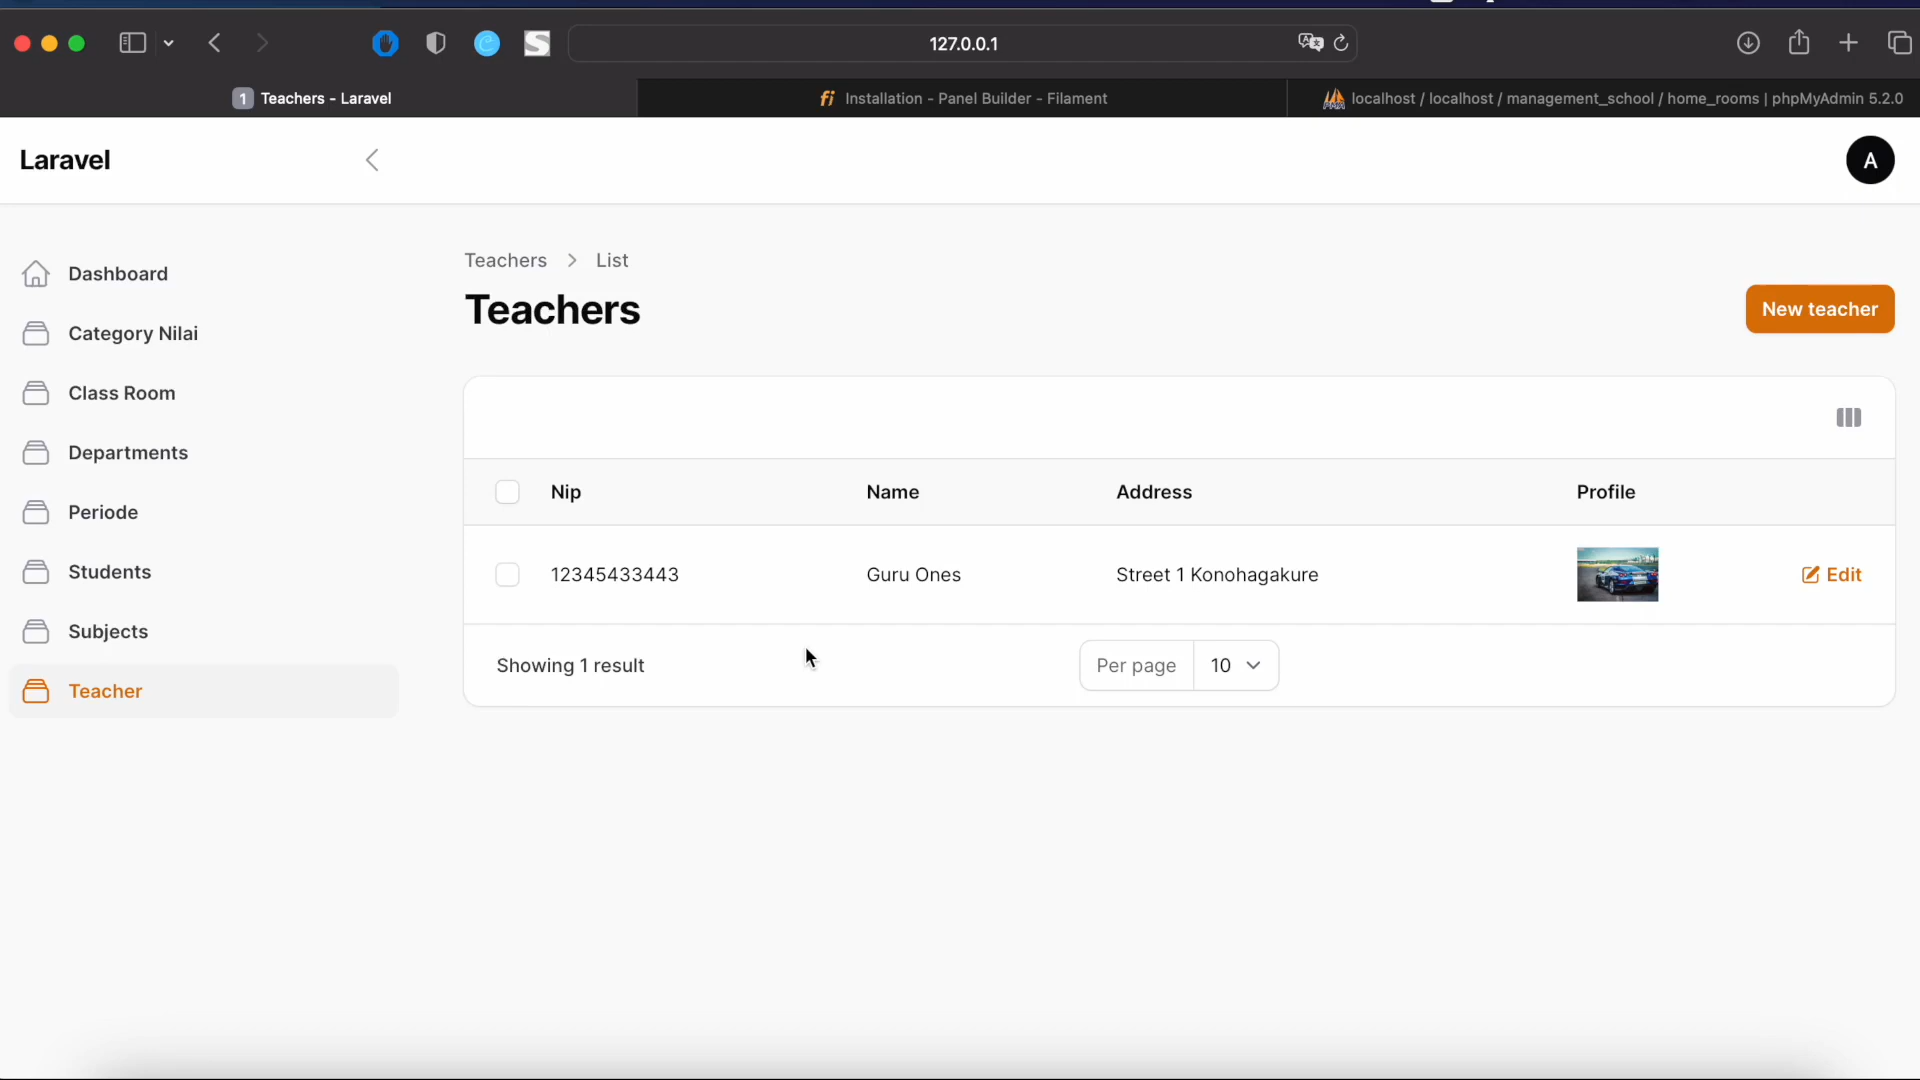 127.0.0.1
1 Teachers - Laravel
fi Installation - Panel Builder - Filament
localhost / localhost / management_school / home_rooms | phpMyAdmin 5.2.0
Laravel
A
Dashboard
Category Nilai
Class Room
Departments
Periode
Students
Subjects
Teacher
Teachers > List
Teachers
New teacher
Nip Name Address Profile
12345433443 Guru Ones Street 1 Konohagakure Edit
Showing 1 result Per page 10